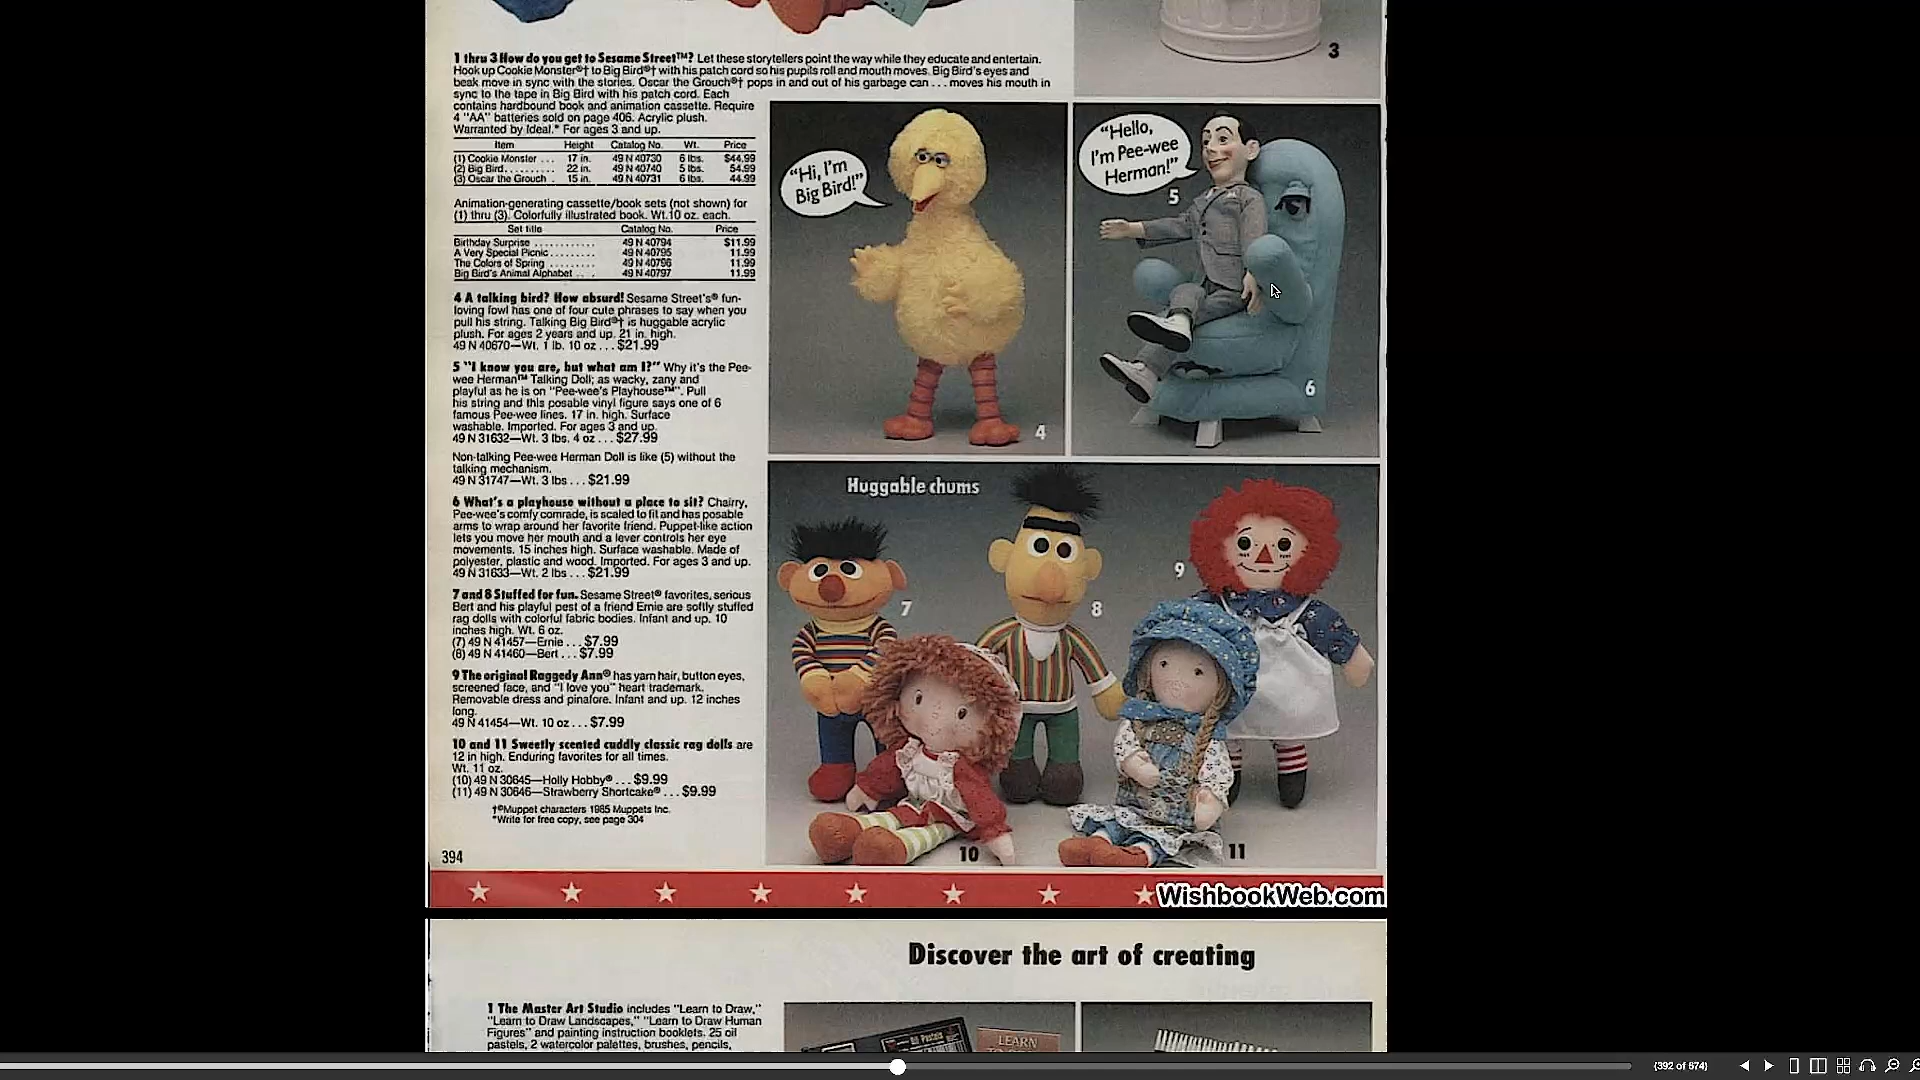 3
1 thru 3 How do you get to Sesame Street™? Let these storytellers point the way while they educate and entertain.
Hook up Cookie Monster®† to Big Bird®† with his patch cord so his pupils roll and mouth moves. Big Bird's eyes and
beak move in sync with the stories. Oscar the Grouch®† pops in and out of his garbage can . . . moves his mouth in
sync to the tape in Big Bird with his patch cord. Each
contains hardbound book and animation cassette. Require
4 "AA" batteries sold on page 406. Acrylic plush.
Warranted by Ideal.* For ages 3 and up.
Item Height Catalog No. Wt. Price
(1) Cookie Monster . . . 17 in. 49 N 40730 6 lbs. $44.99
(2) Big Bird . . . . . . . . . . 22 in. 49 N 40740 5 lbs. 54.99
(3) Oscar the Grouch . 15 in. 49 N 40731 6 lbs. 44.99
Animation-generating cassette/book sets (not shown) for
(1) thru (3). Colorfully illustrated book. Wt. 10 oz. each.
Set title Catalog No. Price
Birthday Surprise . . . . . . . . . . . . 49 N 40794 $11.99
A Very Special Picnic . . . . . . . . . 49 N 40795 11.99
The Colors of Spring . . . . . . . . . 49 N 40796 11.99
Big Bird's Animal Alphabet . . . . 49 N 40797 11.99
4 A talking bird? How absurd! Sesame Street's® fun-
loving fowl has one of four cute phrases to say when you
pull his string. Talking Big Bird®† is huggable acrylic
plush. For ages 2 years and up. 21 in. high.
49 N 40670—Wt. 1 lb. 10 oz . . . $21.99
5 "I know you are, but what am I?" Why it's the Pee-
wee Herman™ Talking Doll; as wacky, zany and
playful as he is on "Pee-wee's Playhouse™". Pull
his string and this posable vinyl figure says one of 6
famous Pee-wee lines. 17 in. high. Surface
washable. Imported. For ages 3 and up.
49 N 31632—Wt. 3 lbs. 4 oz . . . $27.99
Non-talking Pee-wee Herman Doll is like (5) without the
talking mechanism.
49 N 31747—Wt. 3 lbs . . . $21.99
6 What's a playhouse without a place to sit? Chairry,
Pee-wee's comfy comrade, is scaled to fit and has posable
arms to wrap around her favorite friend. Puppet-like action
lets you move her mouth and a lever controls her eye
movements. 15 inches high. Surface washable. Made of
polyester, plastic and wood. Imported. For ages 3 and up.
49 N 31633—Wt. 2 lbs . . . $21.99
7 and 8 Stuffed for fun. Sesame Street® favorites, serious
Bert and his playful pest of a friend Ernie are softly stuffed
rag dolls with colorful fabric bodies. Infant and up. 10
inches high. Wt. 6 oz.
(7) 49 N 41457—Ernie . . . $7.99
(8) 49 N 41460—Bert . . . $7.99
9 The original Raggedy Ann® has yarn hair, button eyes,
screened face, and "I love you" heart trademark.
Removable dress and pinafore. Infant and up. 12 inches
long.
49 N 41454—Wt. 10 oz . . . $7.99
10 and 11 Sweetly scented cuddly classic rag dolls are
12 in high. Enduring favorites for all times.
Wt. 11 oz.
(10) 49 N 30645—Holly Hobby® . . . $9.99
(11) 49 N 30646—Strawberry Shortcake® . . . $9.99
†©Muppet characters 1985 Muppets Inc.
*Write for free copy, see page 304
394
"Hi, I'm
Big Bird!"
4
"Hello,
I'm Pee-wee
Herman!"
5
6
Huggable chums
7
8
9
10
11
WishbookWeb.com
Discover the art of creating
1 The Master Art Studio includes "Learn to Draw,"
"Learn to Draw Landscapes," "Learn to Draw Human
Figures" and painting instruction booklets. 25 oil
pastels, 2 watercolor palettes, brushes, pencils,
Oil Pastels
LEARN
(392 of 674)